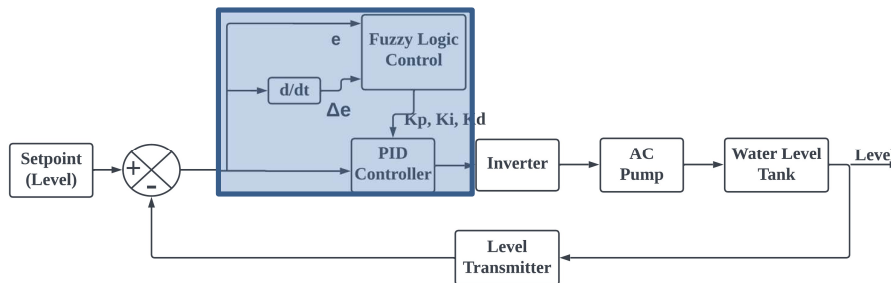 e
Fuzzy Logic
Control
d/dt
Δe
Kp, Ki, Kd
Setpoint
(Level)
+
-
PID
Controller
Inverter
AC
Pump
Water Level
Tank
Level
Level
Transmitter